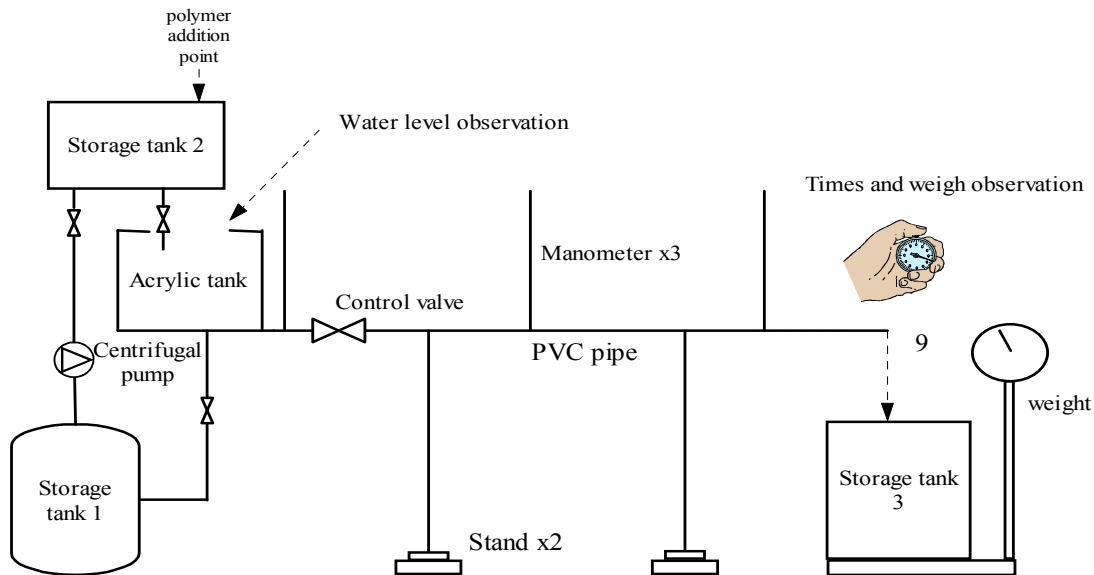 polymer
addition
point
Storage tank 2
Water level observation
Times and weigh observation
Manometer x3
Acrylic tank
Control valve
Centrifugal
pump
PVC pipe
9
weight
Storage
tank 1
Storage tank
3
Stand x2